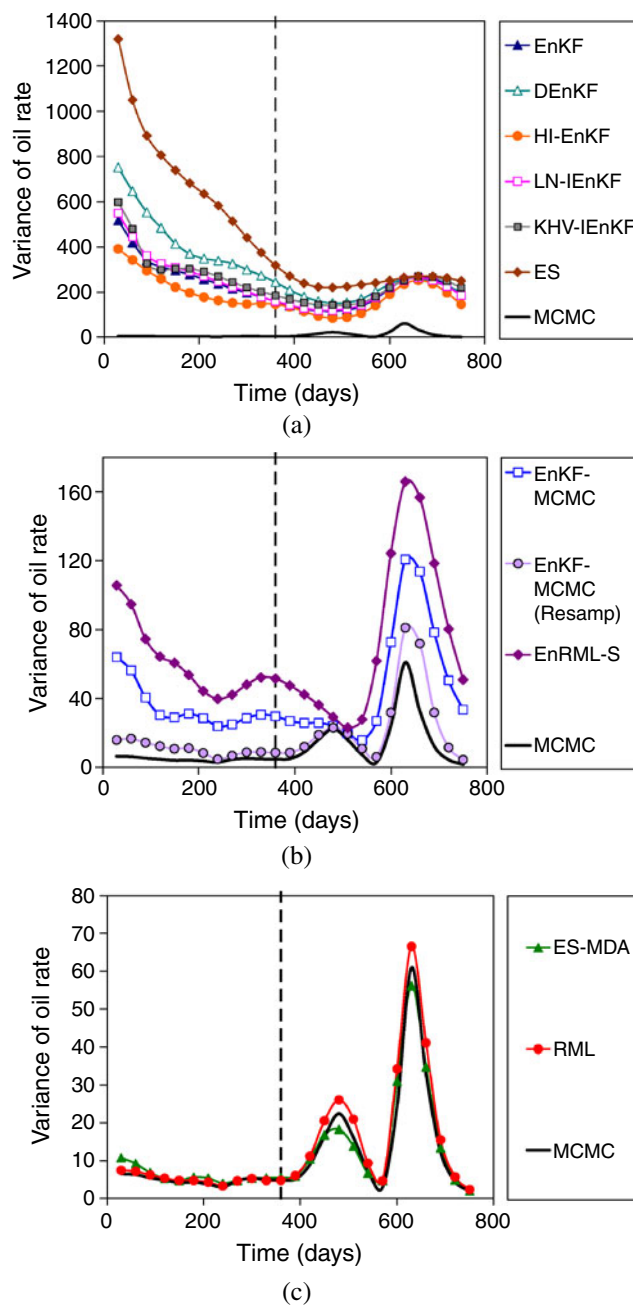 1400
1200
1000
800
600
400
200
0
Variance of oil rate
0 200 400 600 800
Time (days)
EnKF
DEnKF
HI-EnKF
LN-IEnKF
KHV-IEnKF
ES
MCMC
(a)
160
120
80
40
0
Variance of oil rate
0 200 400 600 800
Time (days)
EnKF-
MCMC
EnKF-
MCMC
(Resamp)
EnRML-S
MCMC
(b)
80
70
60
50
40
30
20
10
0
Variance of oil rate
0 200 400 600 800
Time (days)
ES-MDA
RML
MCMC
(c)